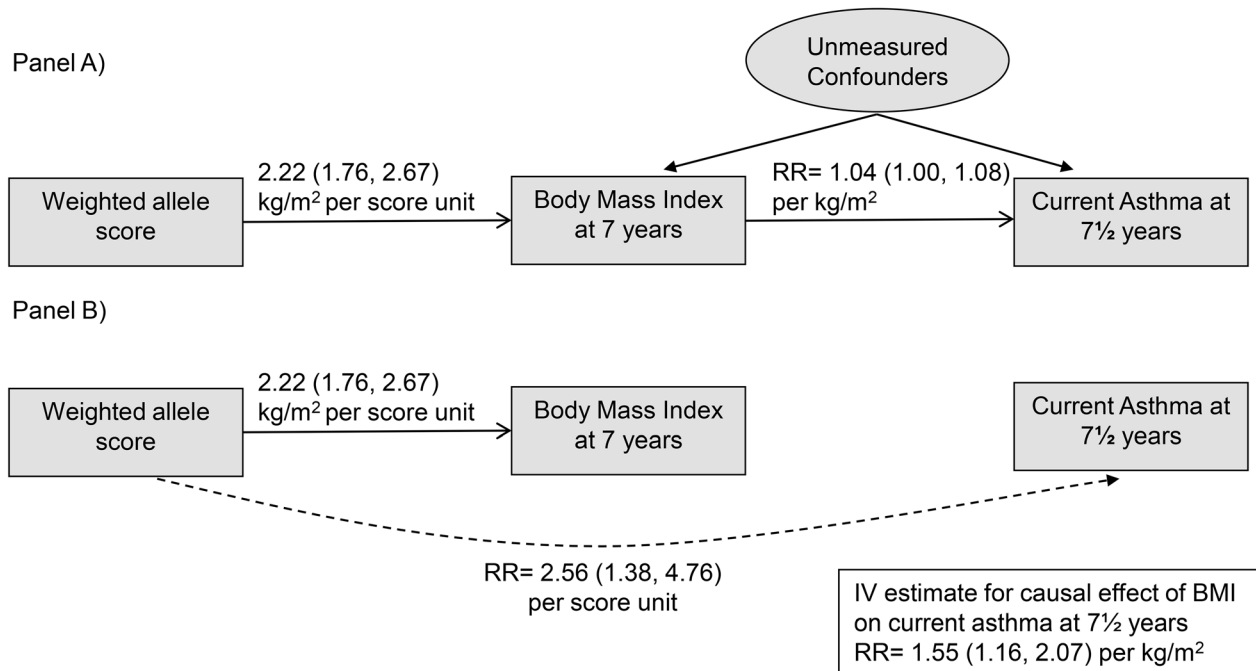 Panel A)
Unmeasured
Confounders
Weighted allele
score
2.22 (1.76, 2.67)
kg/m² per score unit
Body Mass Index
at 7 years
RR= 1.04 (1.00, 1.08)
per kg/m²
Current Asthma at
7½ years
Panel B)
Weighted allele
score
2.22 (1.76, 2.67)
kg/m² per score unit
Body Mass Index
at 7 years
Current Asthma at
7½ years
RR= 2.56 (1.38, 4.76)
per score unit
IV estimate for causal effect of BMI
on current asthma at 7½ years
RR= 1.55 (1.16, 2.07) per kg/m²